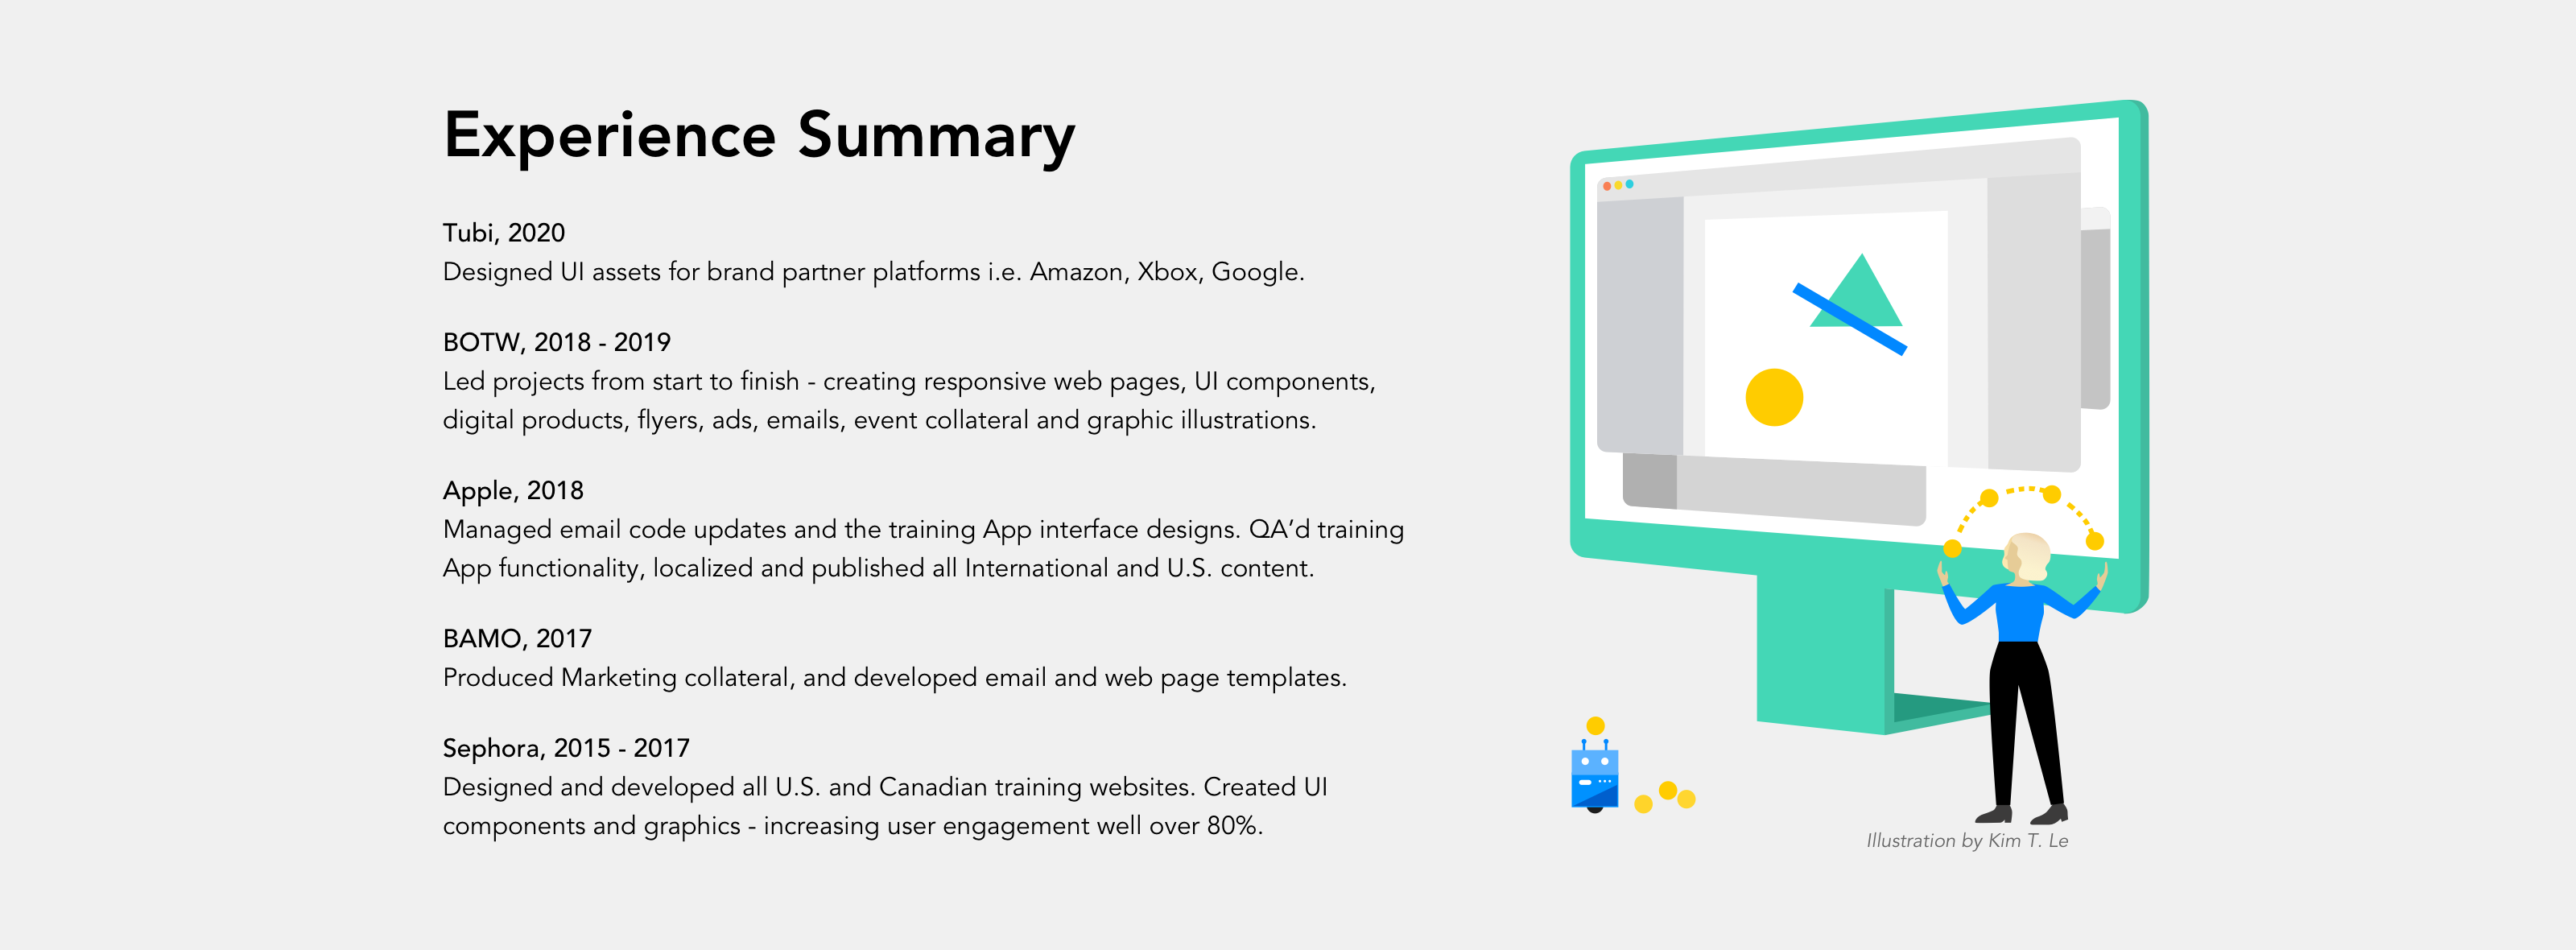 Experience Summary
Tubi, 2020
Designed UI assets for brand partner platforms i.e. Amazon, Xbox, Google.
BOTW, 2018 - 2019
Led projects from start to finish - creating responsive web pages, UI components,
digital products, flyers, ads, emails, event collateral and graphic illustrations.
Apple, 2018
Managed email code updates and the training App interface designs. QA’d training
App functionality, localized and published all International and U.S. content.
BAMO, 2017
Produced Marketing collateral, and developed email and web page templates.
Sephora, 2015 - 2017
Designed and developed all U.S. and Canadian training websites. Created UI
components and graphics - increasing user engagement well over 80%.
Illustration by Kim T. Le